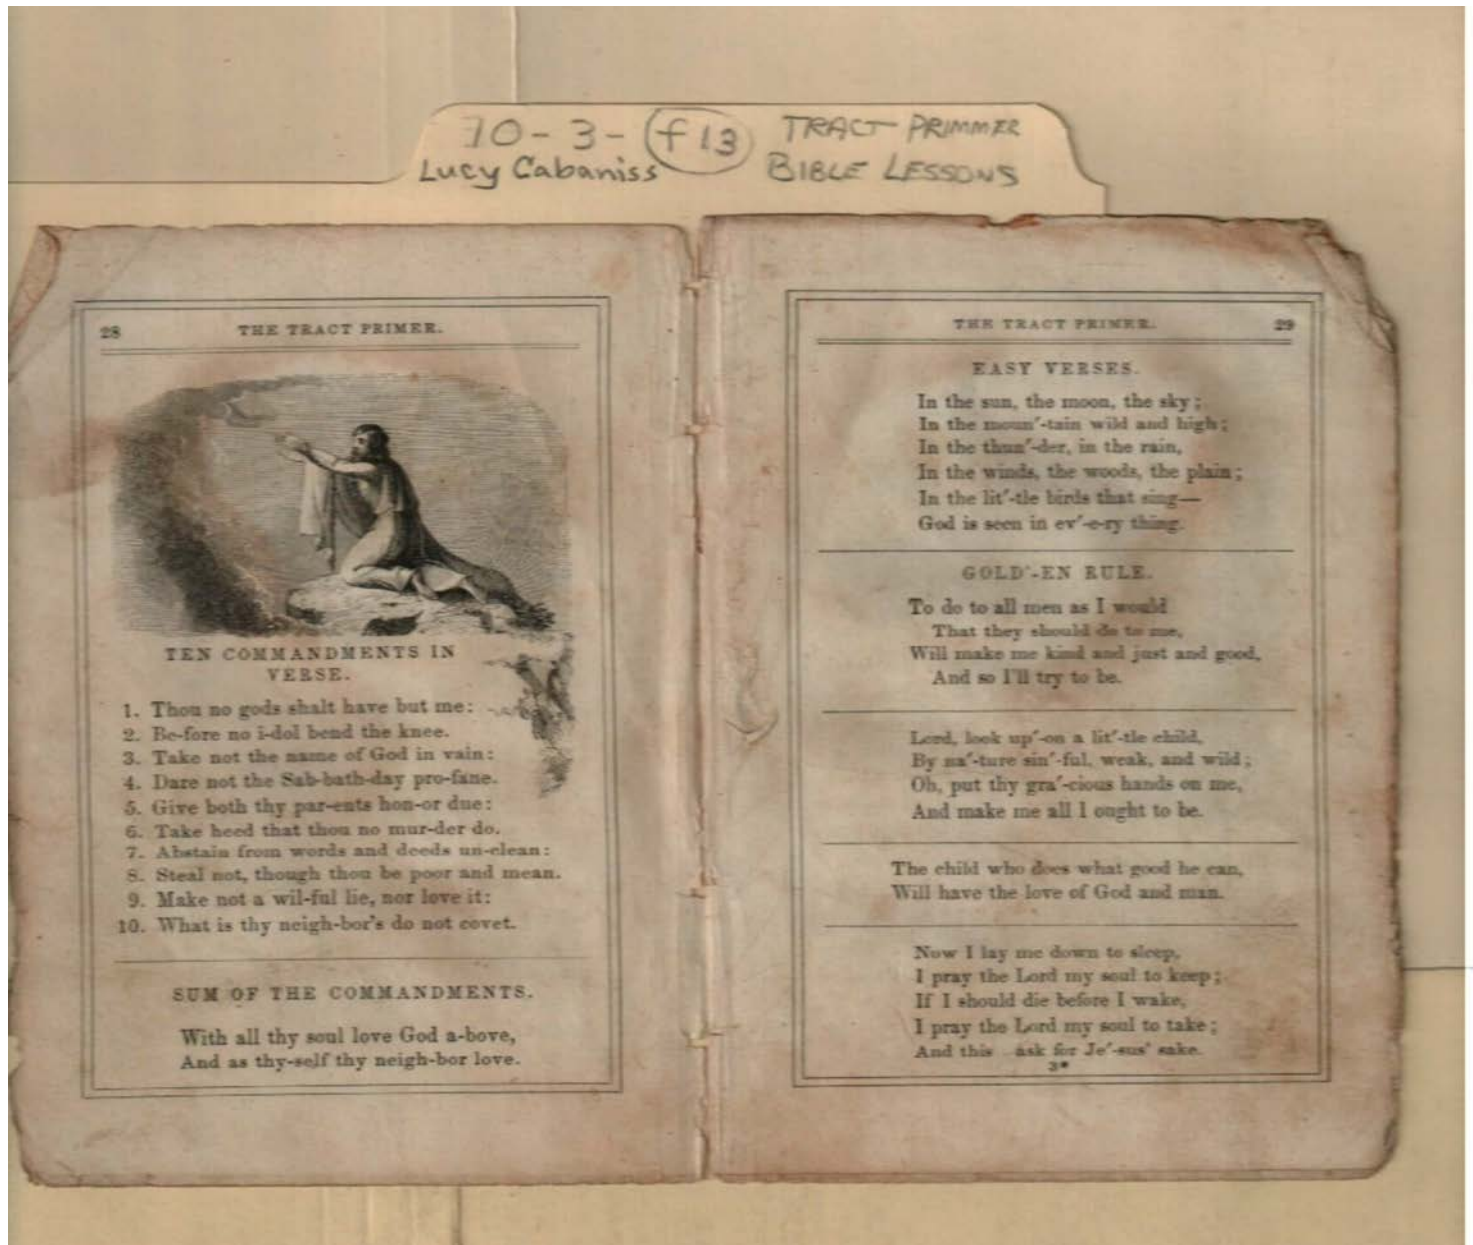 10-3-f13 TRACT PRIMMER
Lucy Cabaniss BIBLE LESSONS
28 THE TRACT PRIMER.
TEN COMMANDMENTS IN
VERSE.
1. Thou no gods shalt have but me:
2. Be-fore no i-dol bend the knee.
3. Take not the name of God in vain:
4. Dare not the Sab-bath-day pro-fane.
5. Give both thy par-ents hon-or due:
6. Take heed that thou no mur-der do.
7. Abstain from words and deeds un-clean:
8. Steal not, though thou be poor and mean.
9. Make not a wil-ful lie, nor love it:
10. What is thy neigh-bor's do not covet.
SUM OF THE COMMANDMENTS.
With all thy soul love God a-bove,
And as thy-self thy neigh-bor love.
THE TRACT PRIMER. 29
EASY VERSES.
In the sun, the moon, the sky;
In the moun'-tain wild and high;
In the thun'-der, in the rain,
In the winds, the woods, the plain;
In the lit'-tle birds that sing—
God is seen in ev'-e-ry thing.
GOLD'-EN RULE.
To do to all men as I would
That they should do to me,
Will make me kind and just and good,
And so I'll try to be.
Lord, look up'-on a lit'-tle child,
By na'-ture sin'-ful, weak, and wild;
Oh, put thy gra'-cious hands on me,
And make me all I ought to be.
The child who does what good he can,
Will have the love of God and man.
Now I lay me down to sleep,
I pray the Lord my soul to keep;
If I should die before I wake,
I pray the Lord my soul to take;
And this ask for Je'-sus' sake.
3*